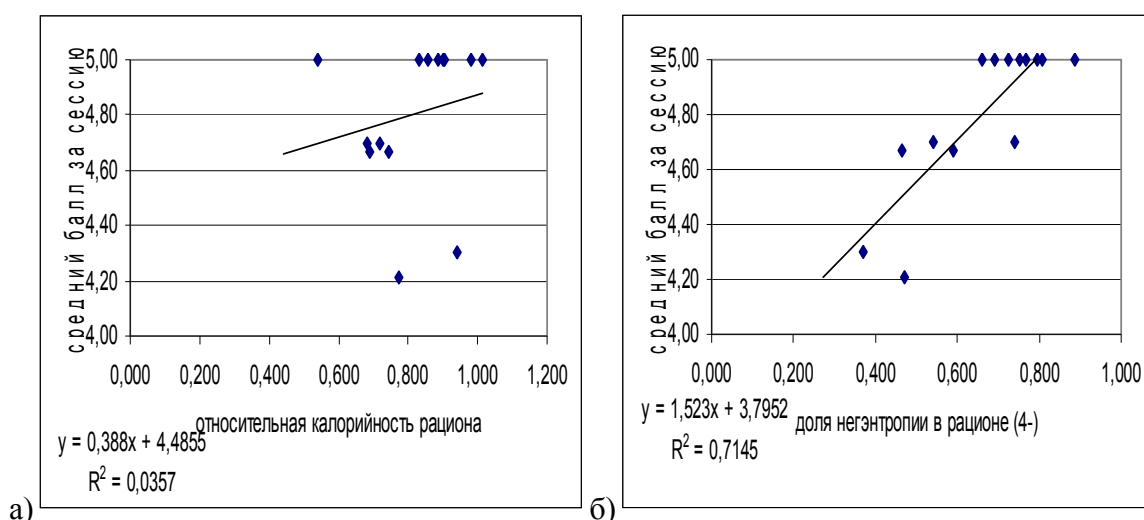 средний балл за сессию
5,00
4,80
4,60
4,40
4,20
4,00
0,000 0,200 0,400 0,600 0,800 1,000 1,200
относительная калорийность рациона
y = 0,388x + 4,4855
R² = 0,0357
а)
средний балл за сессию
5,00
4,80
4,60
4,40
4,20
4,00
0,000 0,200 0,400 0,600 0,800 1,000
y = 1,523x + 3,7952
доля негэнтропии в рационе (4-)
R² = 0,7145
б)